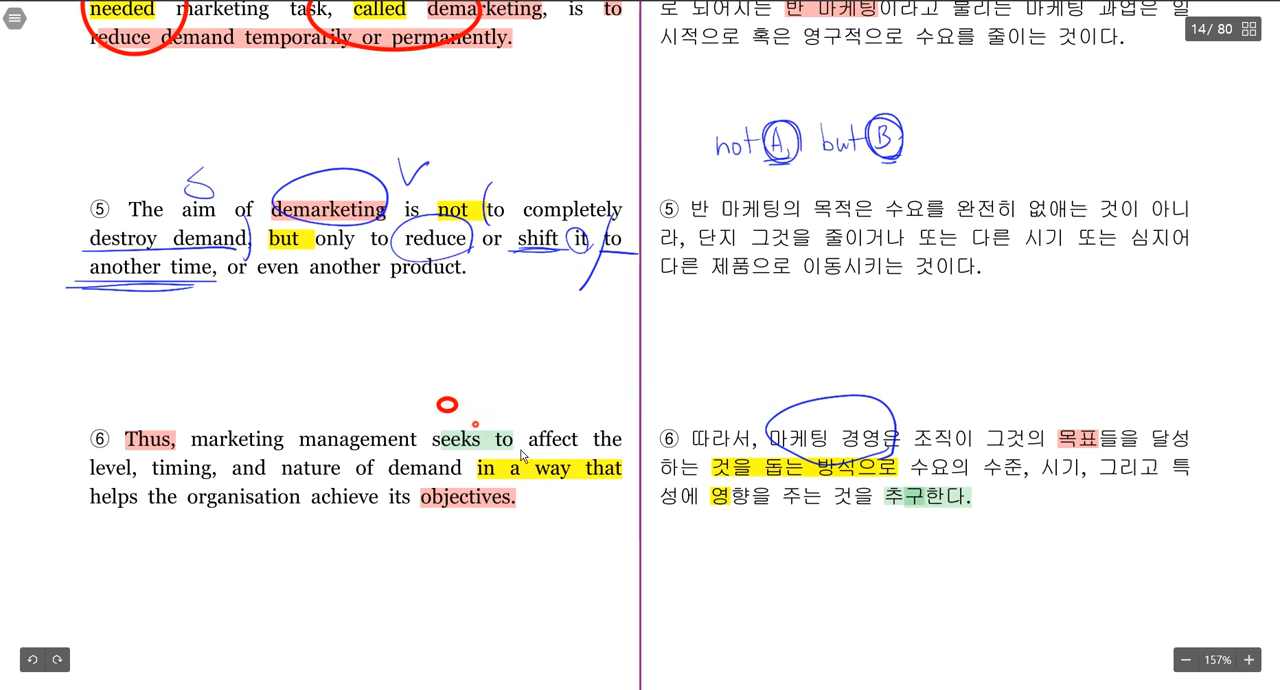 needed marketing task, called demarketing, is to
reduce demand temporarily or permanently.
S
V
⑤ The aim of demarketing is not to completely
destroy demand, but only to reduce or shift it to
another time, or even another product.
⑥ Thus, marketing management seeks to affect the
level, timing, and nature of demand in a way that
helps the organisation achieve its objectives.
로 되어지는 반 마케팅이라고 불리는 마케팅 과업은 일
시적으로 혹은 영구적으로 수요를 줄이는 것이다.
not A, but B
⑤ 반 마케팅의 목적은 수요를 완전히 없애는 것이 아니
라, 단지 그것을 줄이거나 또는 다른 시기 또는 심지어
다른 제품으로 이동시키는 것이다.
⑥ 따라서, 마케팅 경영은 조직이 그것의 목표들을 달성
하는 것을 돕는 방식으로 수요의 수준, 시기, 그리고 특
성에 영향을 주는 것을 추구한다.
14/ 80
157%